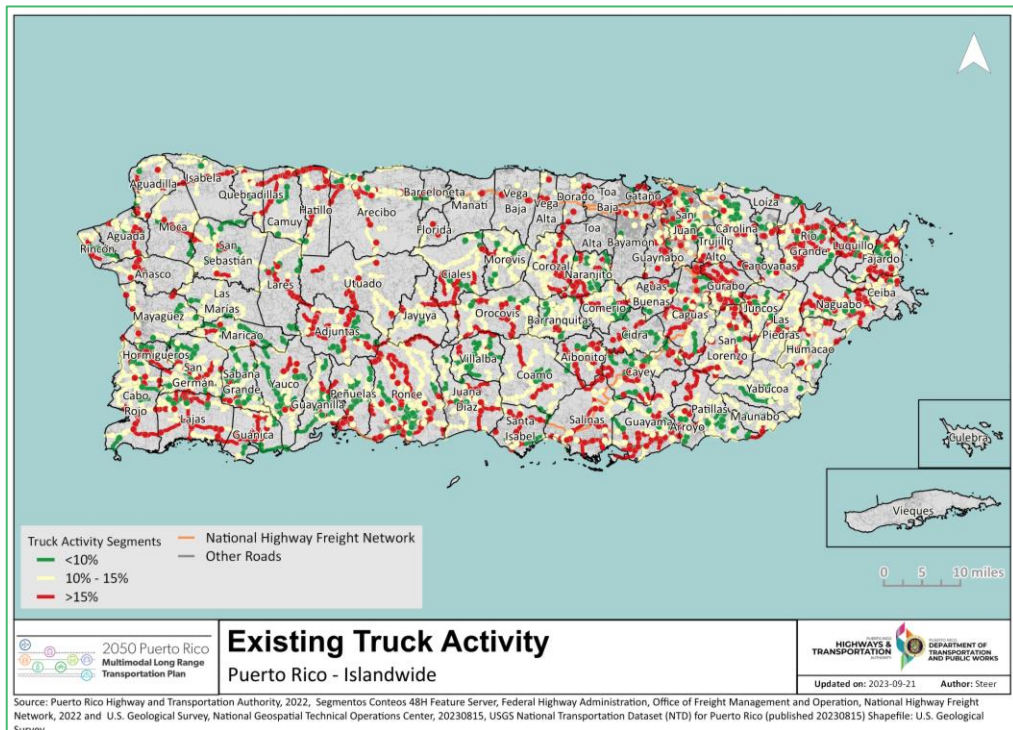 Aguadilla
Isabela
Quebradillas
Camuy
Hatillo
Arecibo
Barceloneta
Manatí
Vega
Baja
Vega
Alta
Dorado
Toa
Baja
Cataño
San
Juan
Loíza
Moca
San
Sebastián
Florida
Toa
Alta
Bayamón
Guaynabo
Trujillo
Alto
Carolina
Canóvanas
Río
Grande
Luquillo
Fajardo
Aguada
Rincón
Añasco
Lares
Utuado
Ciales
Morovis
Corozal
Naranjito
Aguas
Buenas
Gurabo
Ceiba
Las
Marías
Mayagüez
Maricao
Adjuntas
Jayuya
Orocovis
Barranquitas
Comerío
Cidra
Caguas
Juncos
Las
Piedras
Naguabo
Humacao
San
Lorenzo
Hormigueros
San
Germán
Sabana
Grande
Yauco
Guayanilla
Peñuelas
Ponce
Villalba
Juana
Díaz
Coamo
Aibonito
Cayey
Yabucoa
Cabo
Rojo
Lajas
Guánica
Santa
Isabel
Salinas
Guayama
Arroyo
Patillas
Maunabo
Culebra
Vieques
Truck Activity Segments
<10%
10% - 15%
>15%
National Highway Freight Network
Other Roads
0 5 10 miles
2050 Puerto Rico
Multimodal Long Range
Transportation Plan
Existing Truck Activity
Puerto Rico - Islandwide
PUERTO RICO
HIGHWAYS &
TRANSPORTATION
AUTHORITY
PUERTO RICO
DEPARTMENT OF
TRANSPORTATION
AND PUBLIC WORKS
Updated on: 2023-09-21 Author: Steer
Source: Puerto Rico Highway and Transportation Authority, 2022, Segmentos Conteos 48H Feature Server, Federal Highway Administration, Office of Freight Management and Operation, National Highway Freight
Network, 2022 and U.S. Geological Survey, National Geospatial Technical Operations Center, 20230815, USGS National Transportation Dataset (NTD) for Puerto Rico (published 20230815) Shapefile: U.S. Geological
Survey